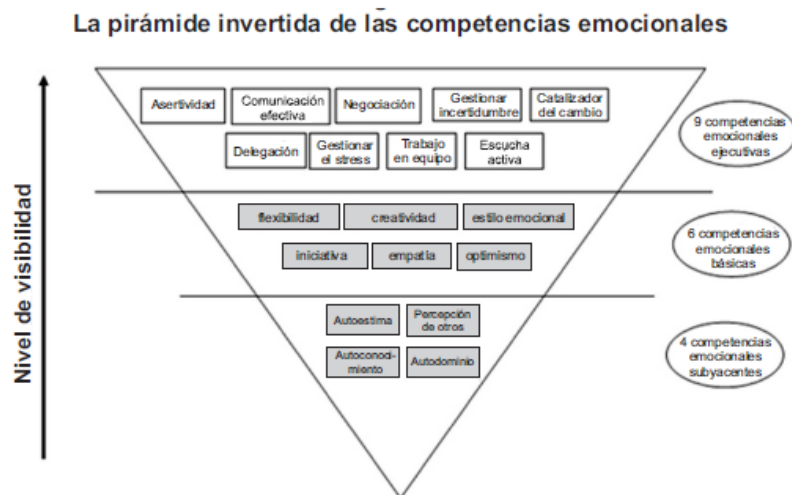 La pirámide invertida de las competencias emocionales
Nivel de visibilidad
Asertividad
Comunicación
efectiva
Negociación
Gestionar
incertidumbre
Catalizador
del cambio
Delegación
Gestionar
el stress
Trabajo
en equipo
Escucha
activa
9 competencias
emocionales
ejecutivas
flexibilidad
creatividad
estilo emocional
iniciativa
empatía
optimismo
6 competencias
emocionales
básicas
Autoestima
Percepción
de otros
Autoconoci-
miento
Autodominio
4 competencias
emocionales
subyacentes